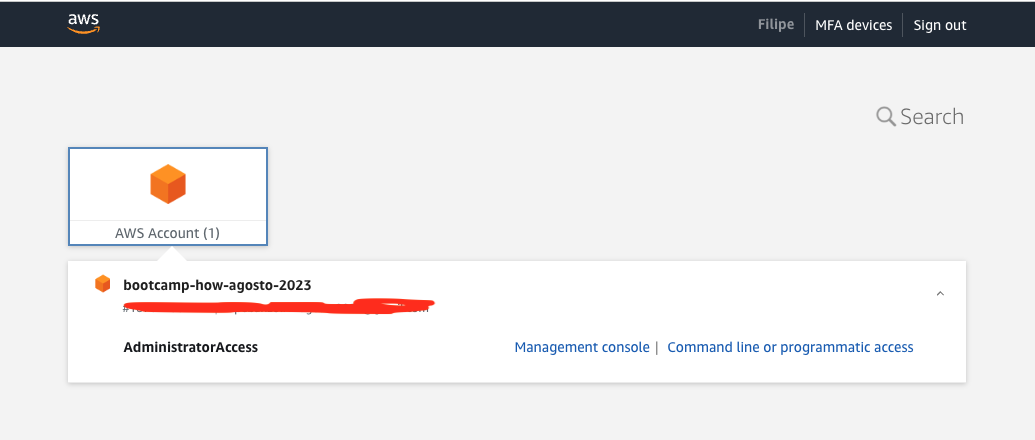 aws
Filipe
MFA devices
Sign out
Search
AWS Account (1)
bootcamp-how-agosto-2023
AdministratorAccess
Management console | Command line or programmatic access